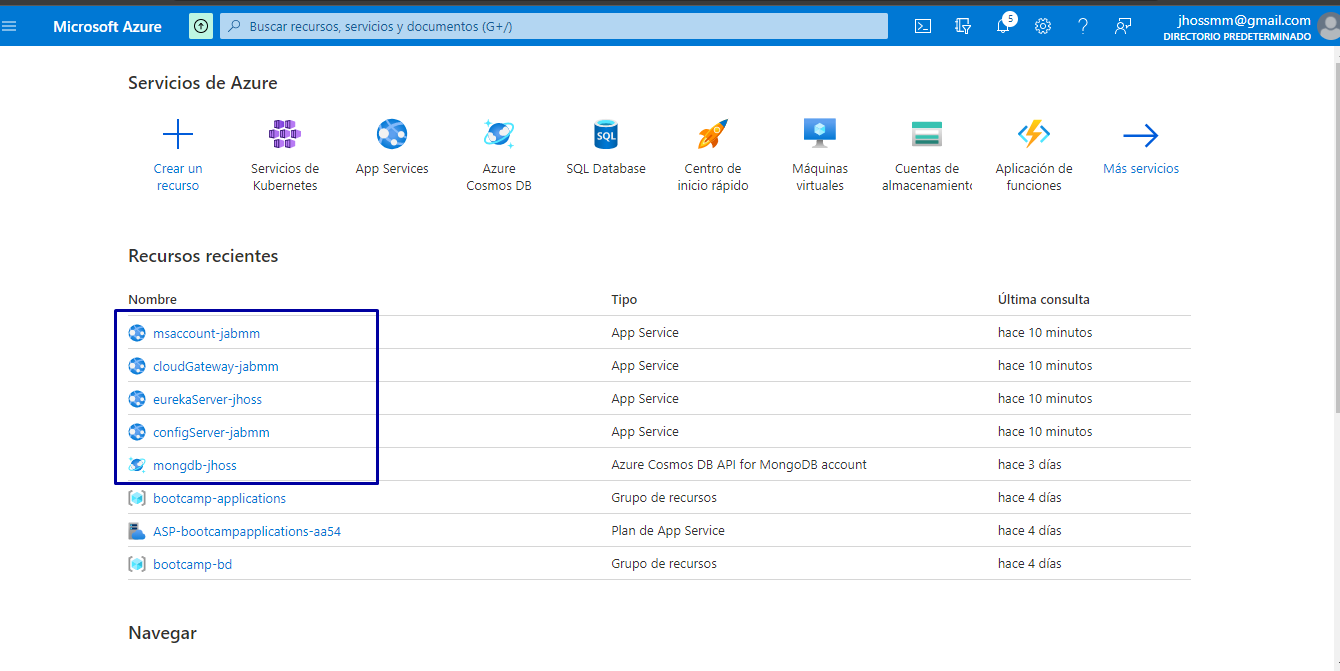 Microsoft Azure
Buscar recursos, servicios y documentos (G+/)
5
?
jhossmm@gmail.com
DIRECTORIO PREDETERMINADO
Servicios de Azure
Crear un
recurso
Servicios de
Kubernetes
App Services
Azure
Cosmos DB
SQL
SQL Database
Centro de
inicio rápido
Máquinas
virtuales
Cuentas de
almacenamiento
Aplicación de
funciones
Más servicios
Recursos recientes
Nombre Tipo Última consulta
msaccount-jabmm App Service hace 10 minutos
cloudGateway-jabmm App Service hace 10 minutos
eurekaServer-jhoss App Service hace 10 minutos
configServer-jabmm App Service hace 10 minutos
mongdb-jhoss Azure Cosmos DB API for MongoDB account hace 3 días
bootcamp-applications Grupo de recursos hace 4 días
ASP-bootcampapplications-aa54 Plan de App Service hace 4 días
bootcamp-bd Grupo de recursos hace 4 días
Navegar